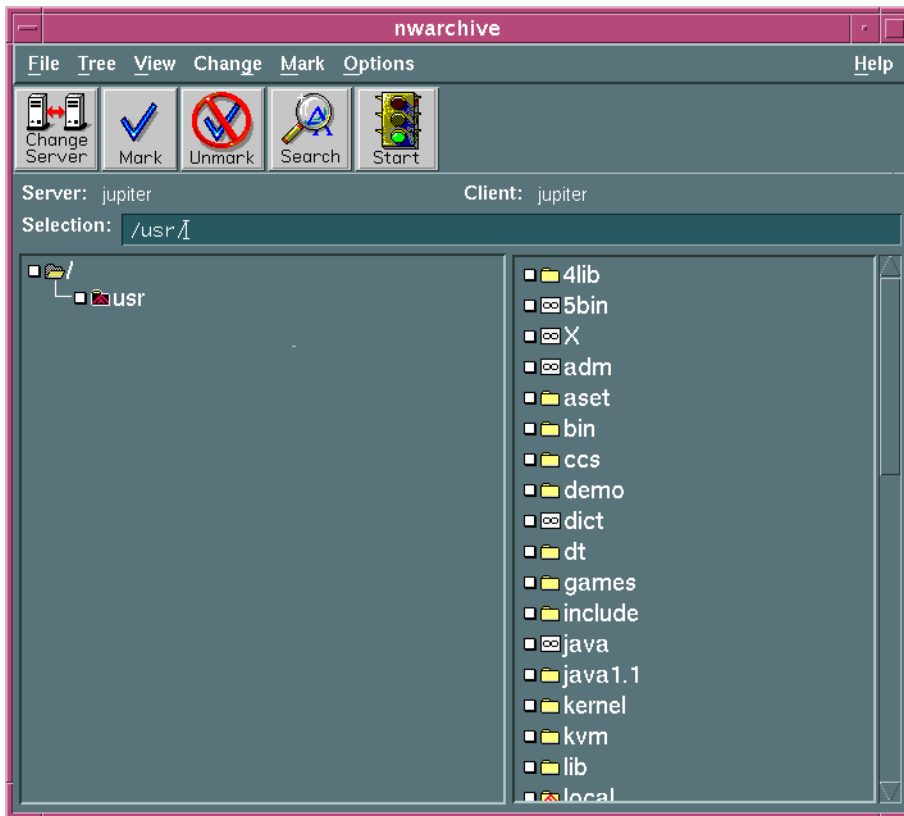 nwarchive
File Tree View Change Mark Options Help
Change Server Mark Unmark Search Start
Server: jupiter Client: jupiter
Selection: /usr/
/
usr
4lib
5bin
X
adm
aset
bin
ccs
demo
dict
dt
games
include
java
java1.1
kernel
kvm
lib
local